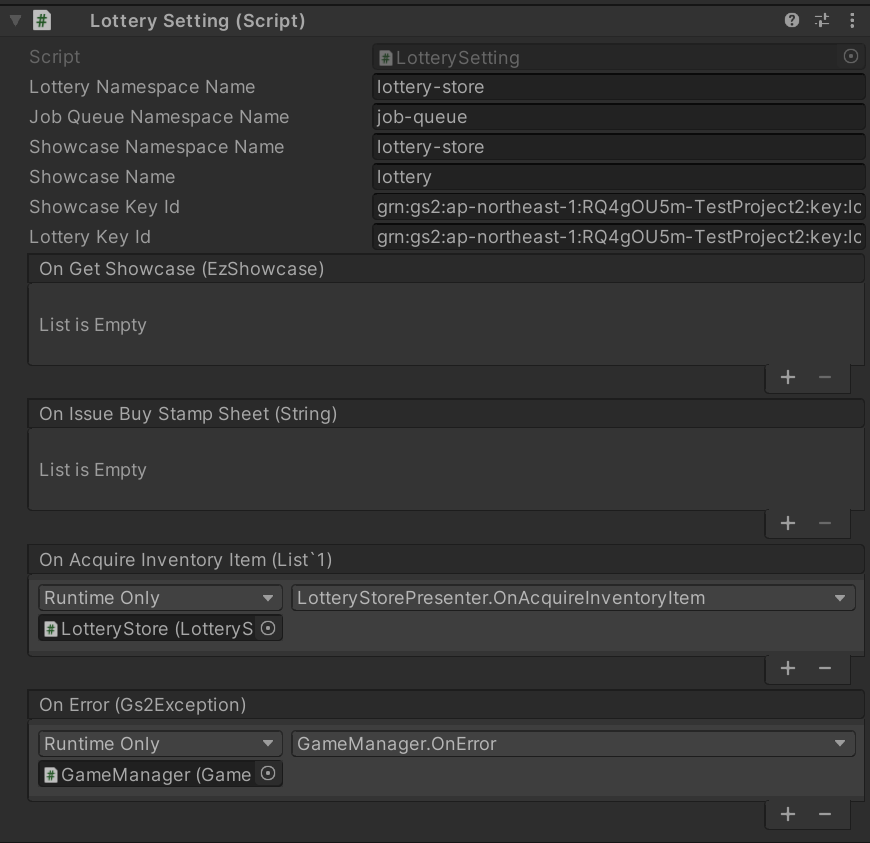 Lottery Setting (Script)
Script LotterySetting
Lottery Namespace Name lottery-store
Job Queue Namespace Name job-queue
Showcase Namespace Name lottery-store
Showcase Name lottery
Showcase Key Id grn:gs2:ap-northeast-1:RQ4gOU5m-TestProject2:key:lc
Lottery Key Id grn:gs2:ap-northeast-1:RQ4gOU5m-TestProject2:key:lc
On Get Showcase (EzShowcase)
List is Empty
+ −
On Issue Buy Stamp Sheet (String)
List is Empty
+ −
On Acquire Inventory Item (List`1)
Runtime Only LotteryStorePresenter.OnAcquireInventoryItem
LotteryStore (LotteryS
+ −
On Error (Gs2Exception)
Runtime Only GameManager.OnError
GameManager (Game
+ −